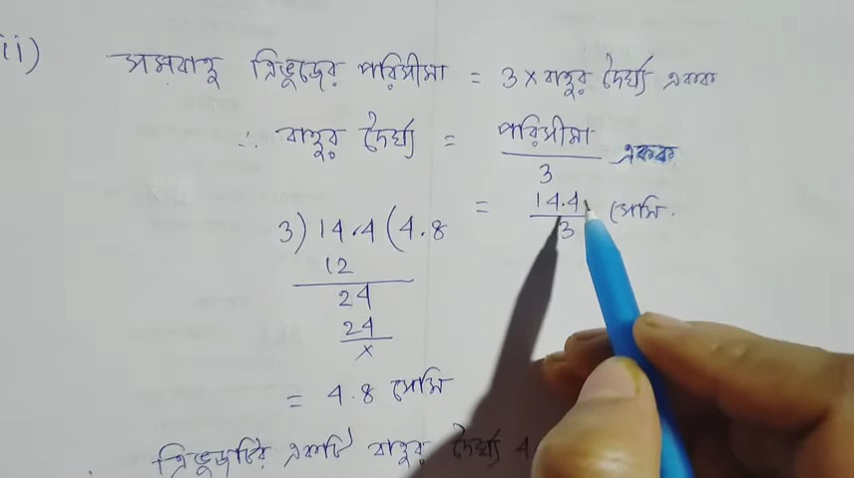 ii) সমবাহু ত্রিভুজের পরিসীমা = 3 × বাহুর দৈর্ঘ্য একক
∴ বাহুর দৈর্ঘ্য = পরিসীমা / 3 একক
= 14.4 / 3 সেমি.
3) 14.4 ( 4.8
12
24
24
×
= 4.8 সেমি
ত্রিভুজটির একটি বাহুর দৈর্ঘ্য 4.